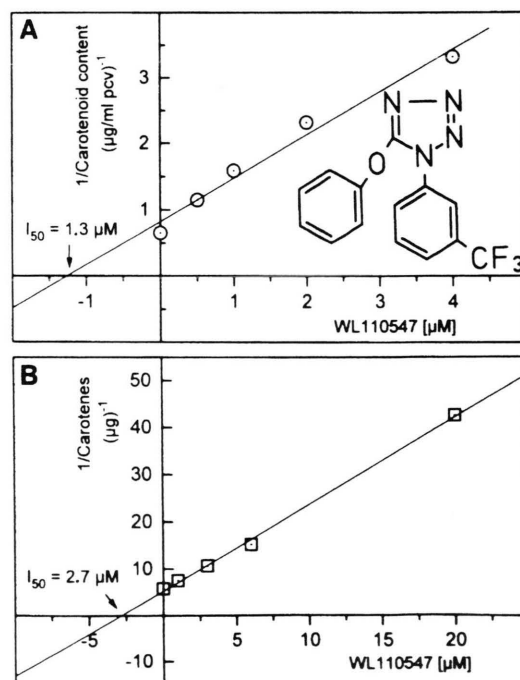 A
1/Carotenoid content
(µg/ml pcv)⁻¹
3
2
1
I₅₀ = 1.3 µM
-1
1
2
3
4
WL110547 [µM]
N
N
N
N
O
CF₃
B
1/Carotenes
(µg)⁻¹
50
40
30
20
10
I₅₀ = 2.7 µM
-5
5
10
15
20
-10
WL110547 [µM]